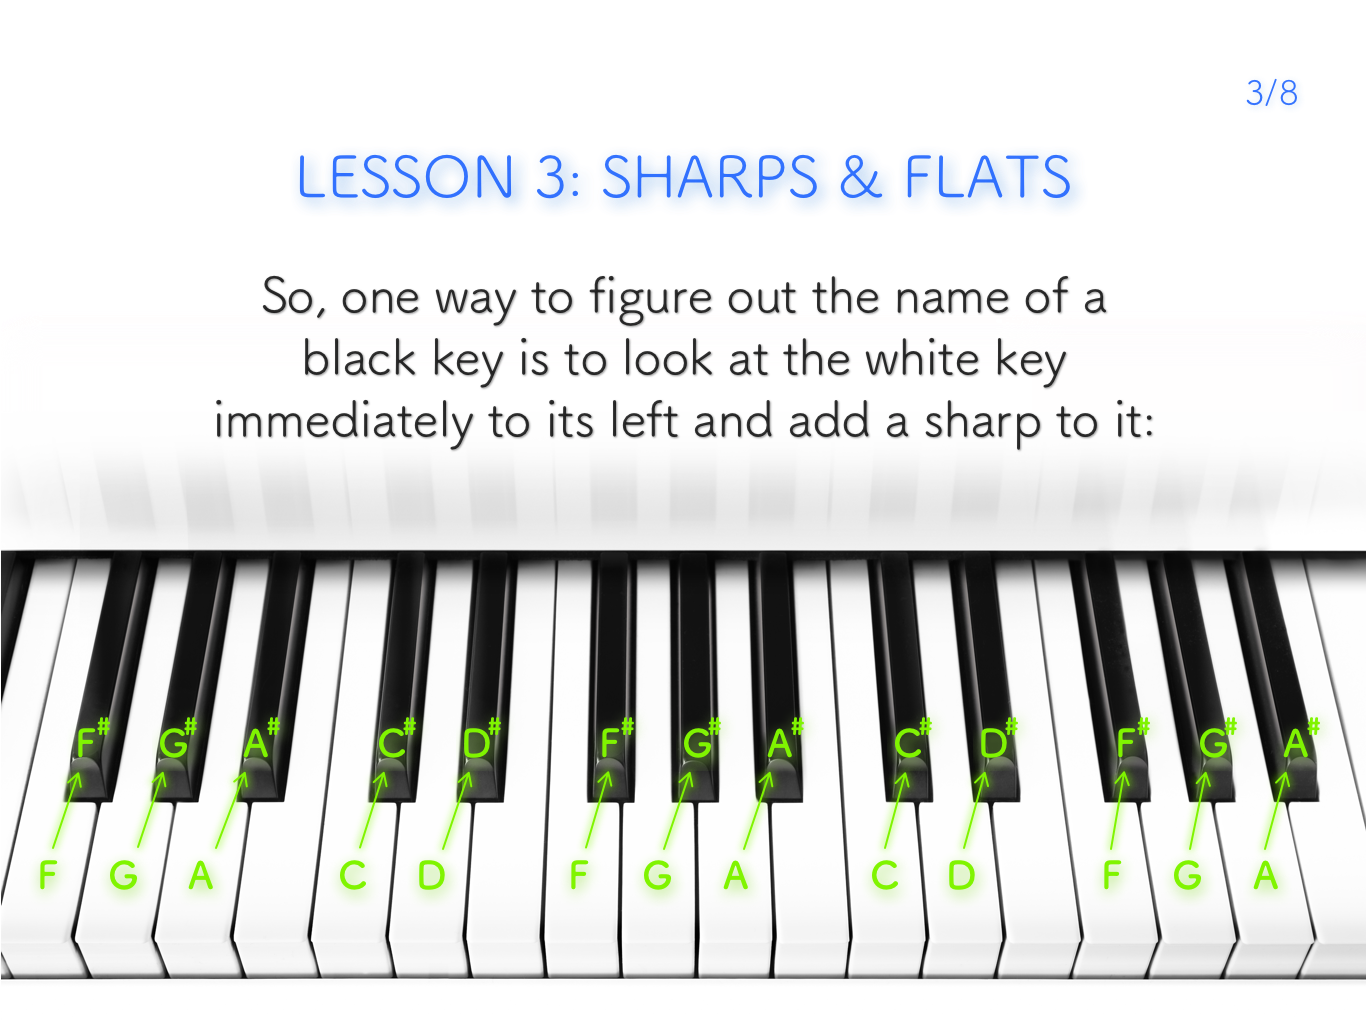 3/8
LESSON 3: SHARPS & FLATS
So, one way to figure out the name of a
black key is to look at the white key
immediately to its left and add a sharp to it:
F# G# A# C# D# F# G# A# C# D# F# G# A#
F G A C D F G A C D F G A